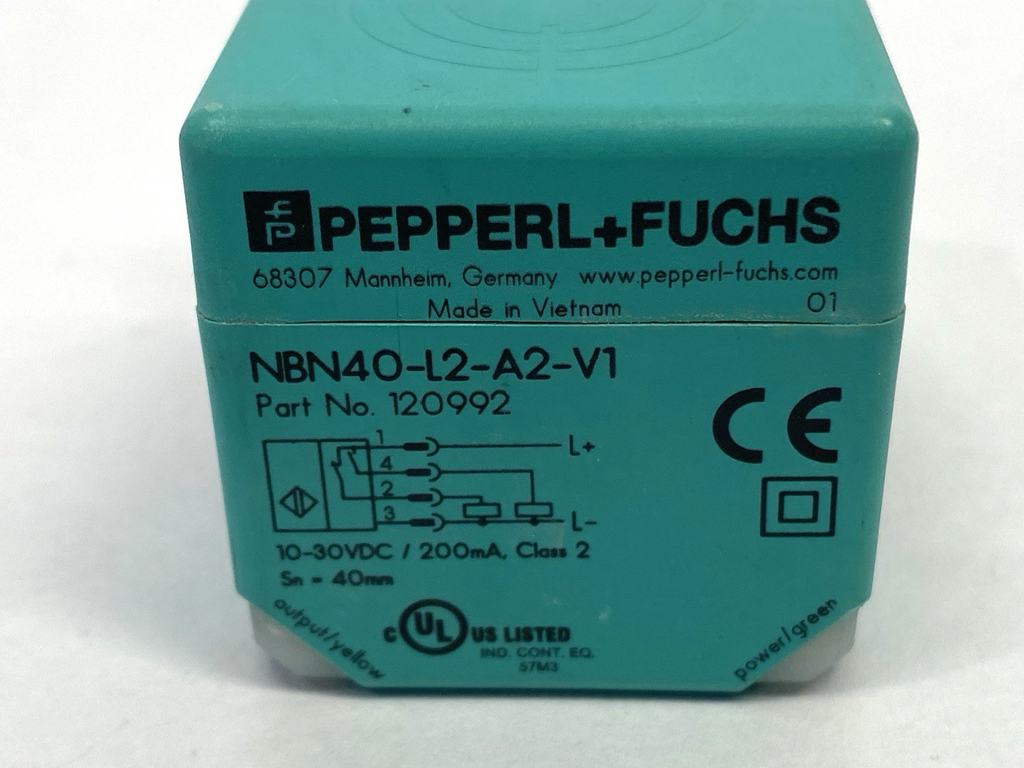 fp PEPPERL+FUCHS
68307 Mannheim, Germany www.pepperl-fuchs.com
Made in Vietnam 01
NBN40-L2-A2-V1
Part No. 120992
CE
1 L+
4
2
3 L-
10-30VDC / 200mA, Class 2
Sn = 40mm
output/yellow
power/green
C UL US LISTED
IND. CONT. EQ.
57M3